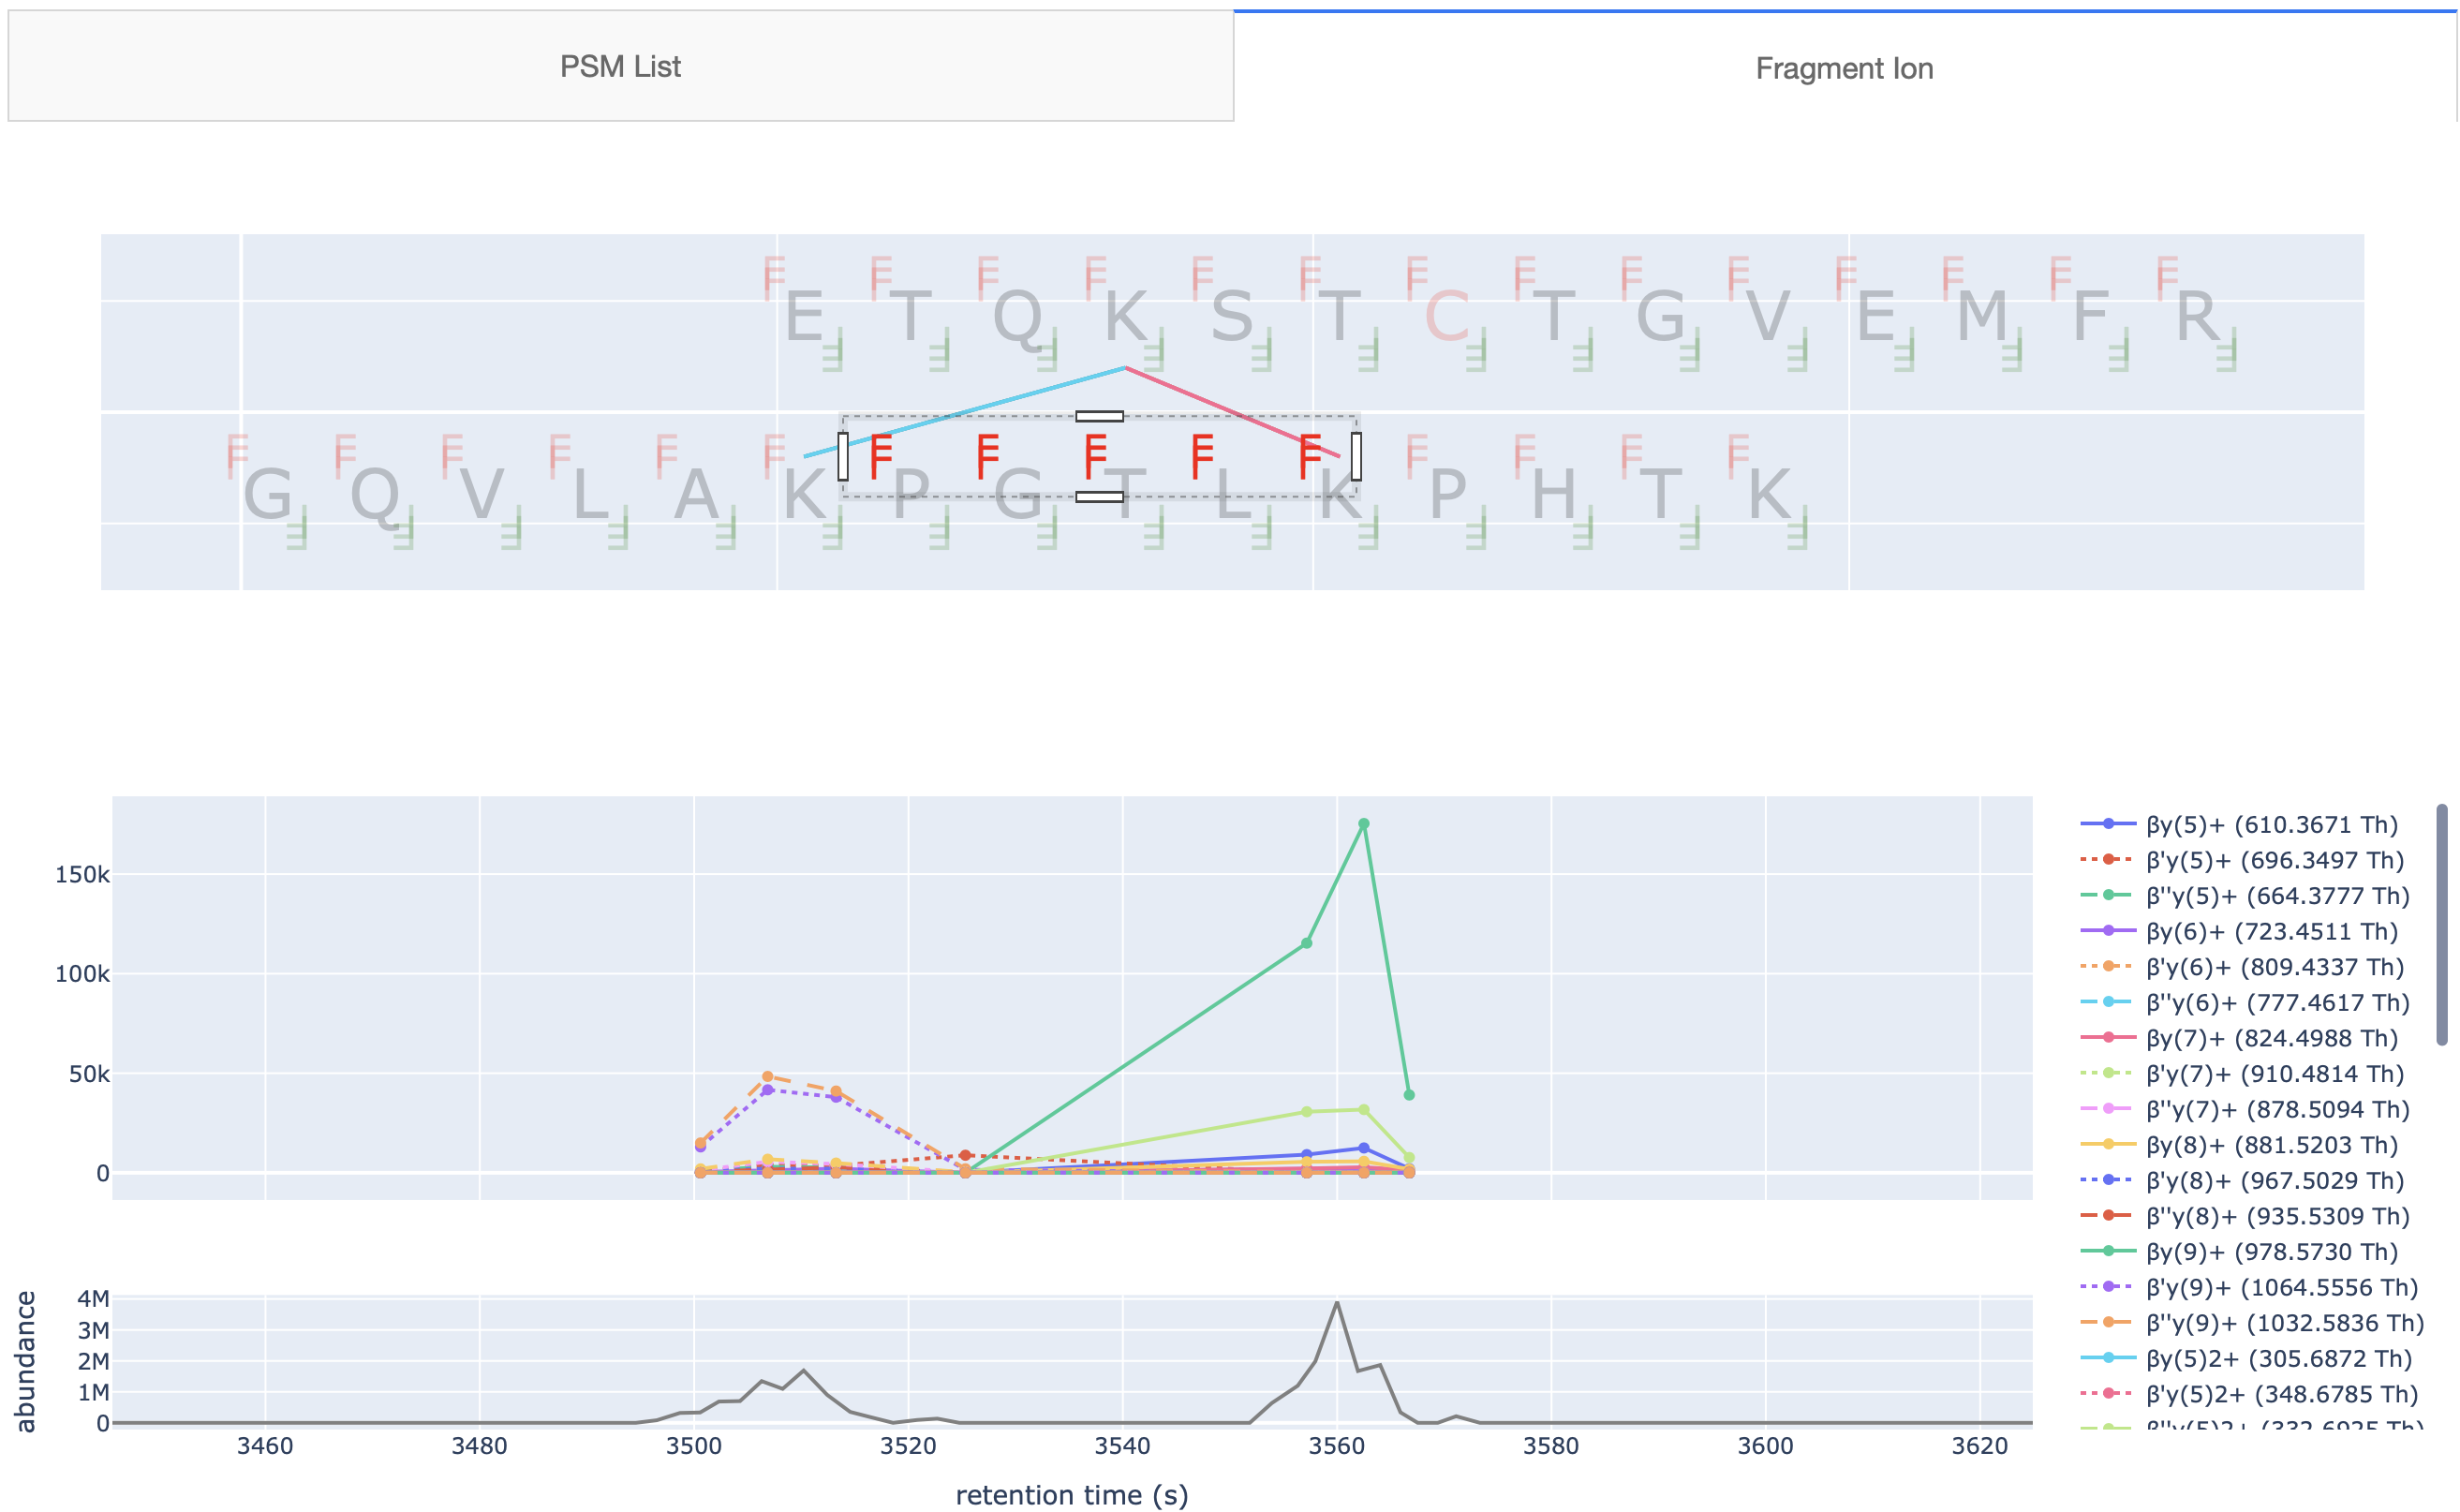 PSM List
Fragment Ion
E T Q K S T C T G V E M F R
G Q V L A K P G T L K P H T K
150k
100k
50k
0
βy(5)+ (610.3671 Th)
β'y(5)+ (696.3497 Th)
β''y(5)+ (664.3777 Th)
βy(6)+ (723.4511 Th)
β'y(6)+ (809.4337 Th)
β''y(6)+ (777.4617 Th)
βy(7)+ (824.4988 Th)
β'y(7)+ (910.4814 Th)
β''y(7)+ (878.5094 Th)
βy(8)+ (881.5203 Th)
β'y(8)+ (967.5029 Th)
β''y(8)+ (935.5309 Th)
βy(9)+ (978.5730 Th)
β'y(9)+ (1064.5556 Th)
β''y(9)+ (1032.5836 Th)
βy(5)2+ (305.6872 Th)
β'y(5)2+ (348.6785 Th)
β''y(5)2+ (332.6925 Th)
abundance
4M
3M
2M
1M
0
3460 3480 3500 3520 3540 3560 3580 3600 3620
retention time (s)